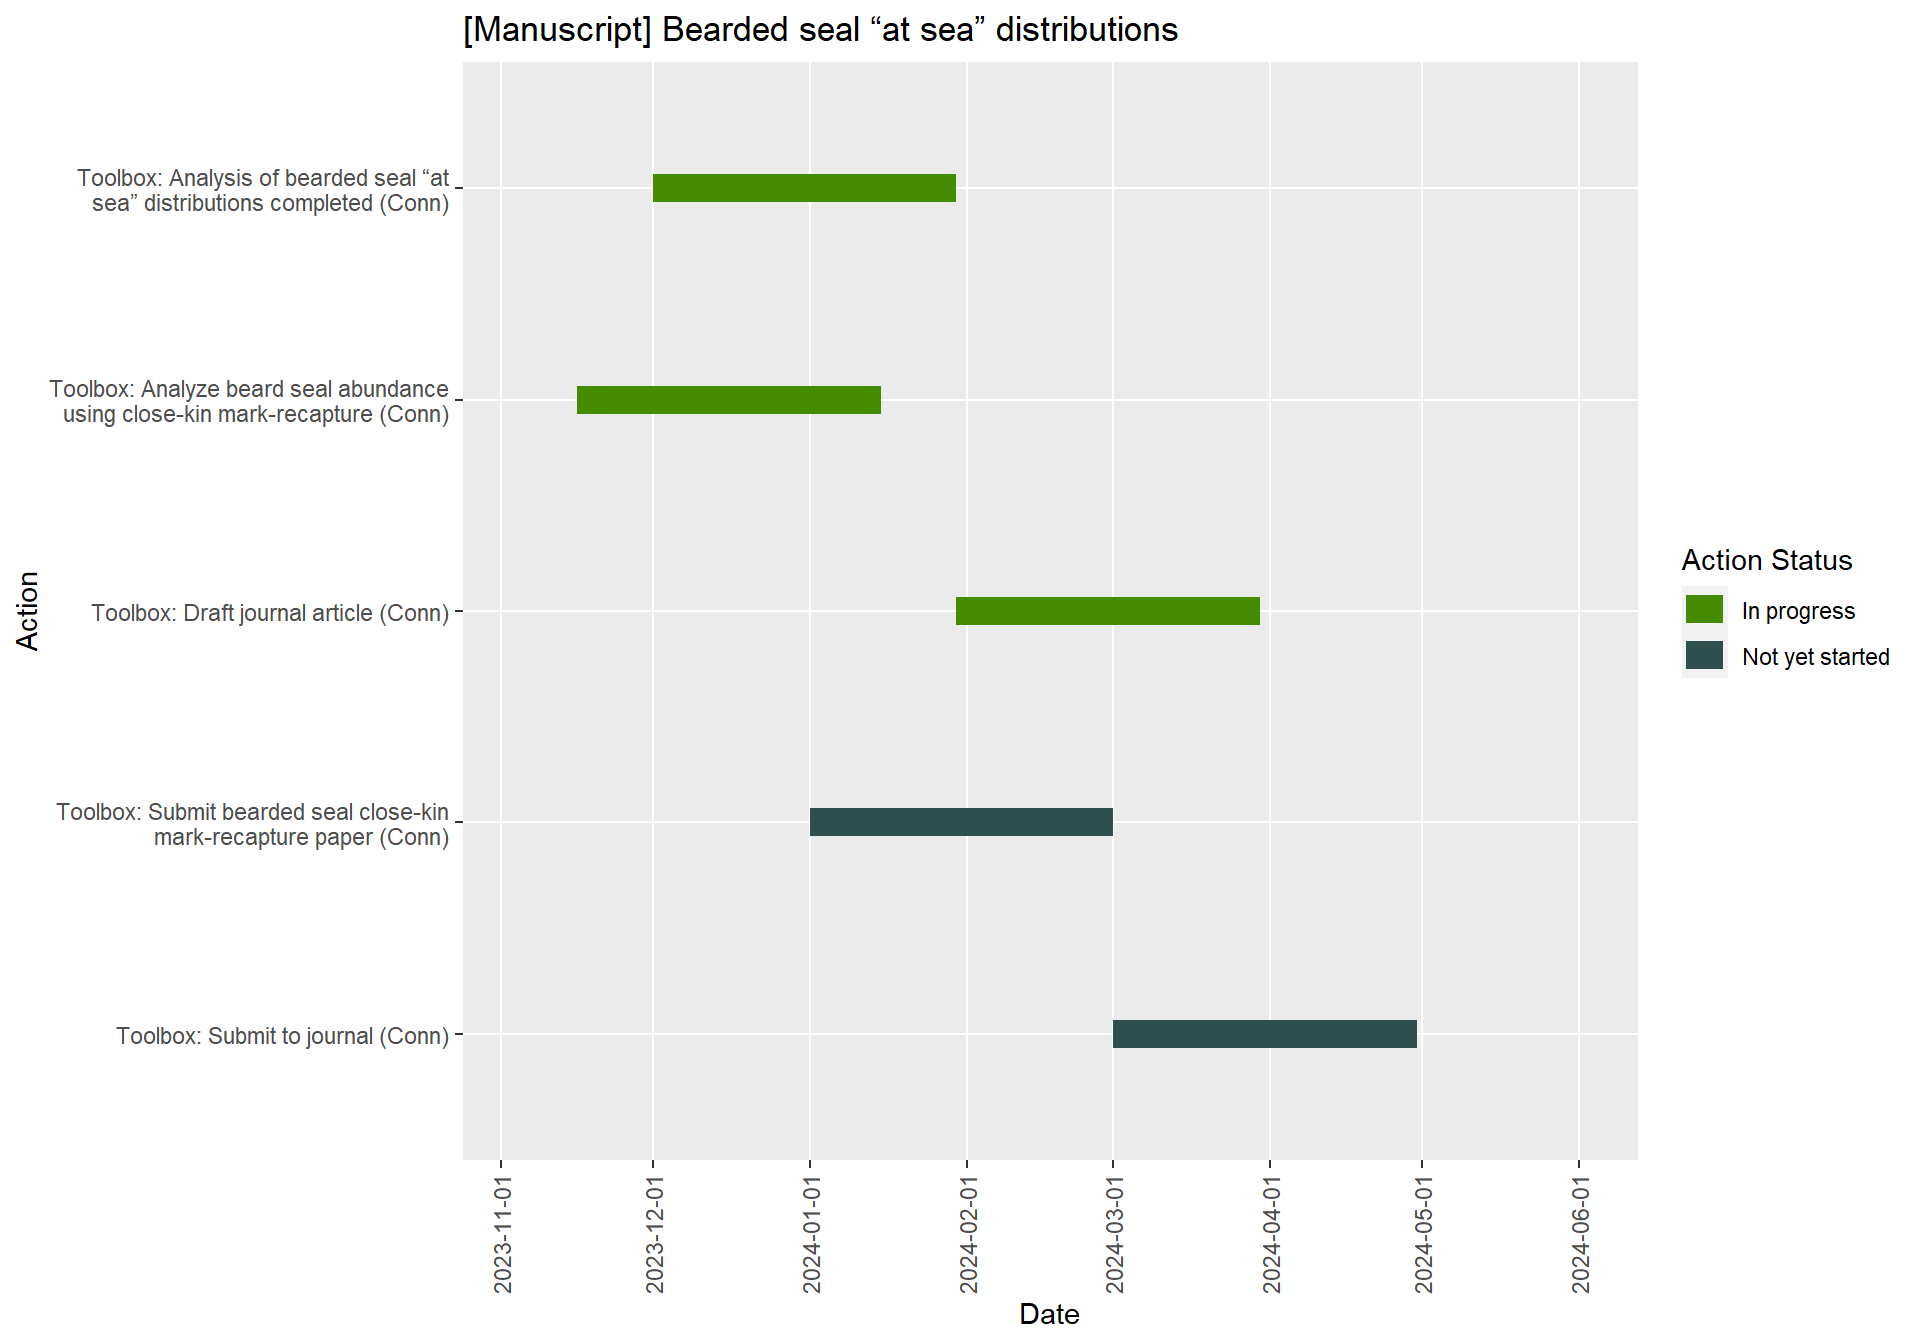 [Manuscript] Bearded seal “at sea” distributions
Toolbox: Analysis of bearded seal “at
sea” distributions completed (Conn)
Toolbox: Analyze beard seal abundance
using close-kin mark-recapture (Conn)
Toolbox: Draft journal article (Conn)
Toolbox: Submit bearded seal close-kin
mark-recapture paper (Conn)
Toolbox: Submit to journal (Conn)
Action
2023-11-01
2023-12-01
2024-01-01
2024-02-01
2024-03-01
2024-04-01
2024-05-01
2024-06-01
Date
Action Status
In progress
Not yet started